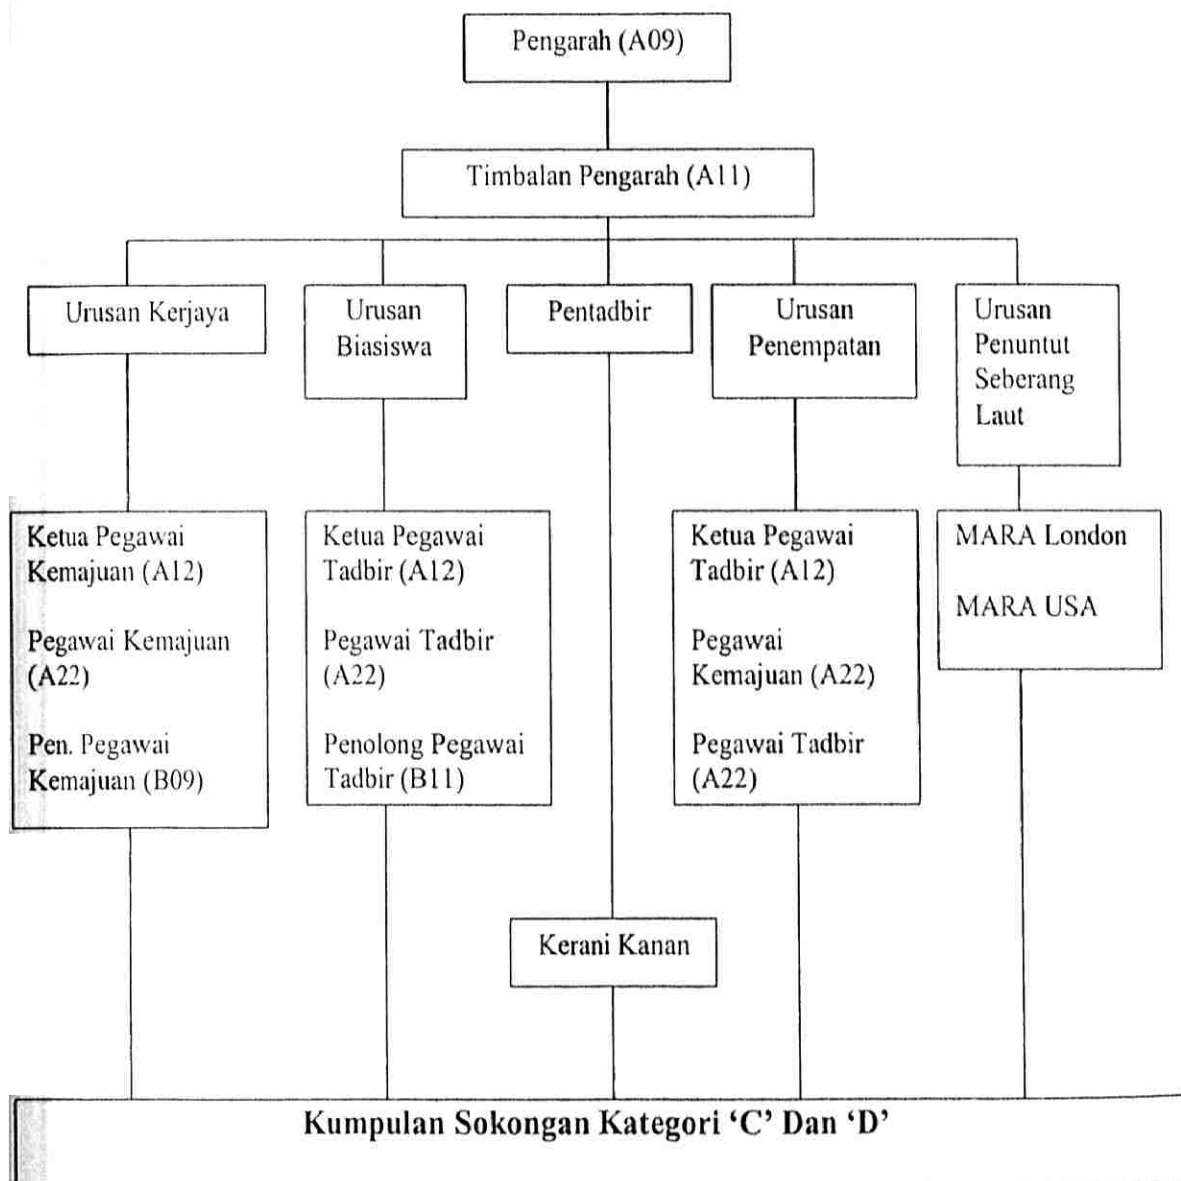 Pengarah (A09)
Timbalan Pengarah (A11)
Urusan Kerjaya
Urusan
Biasiswa
Pentadbir
Urusan
Penempatan
Urusan
Penuntut
Seberang
Laut
Ketua Pegawai
Kemajuan (A12)
Pegawai Kemajuan
(A22)
Pen. Pegawai
Kemajuan (B09)
Ketua Pegawai
Tadbir (A12)
Pegawai Tadbir
(A22)
Penolong Pegawai
Tadbir (B11)
Ketua Pegawai
Tadbir (A12)
Pegawai
Kemajuan (A22)
Pegawai Tadbir
(A22)
MARA London
MARA USA
Kerani Kanan
Kumpulan Sokongan Kategori ‘C’ Dan ‘D’